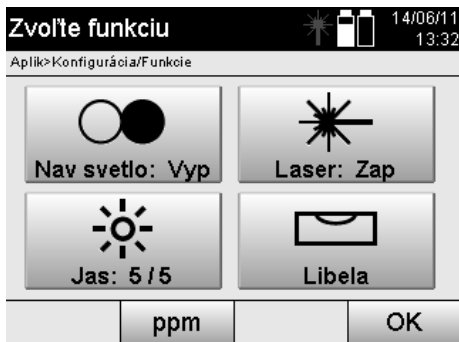 Zvoľte funkciu
14/06/11
13:32
Aplik>Konfigurácia/Funkcie
Nav svetlo: Vyp
Laser: Zap
Jas: 5/5
Libela
ppm
OK